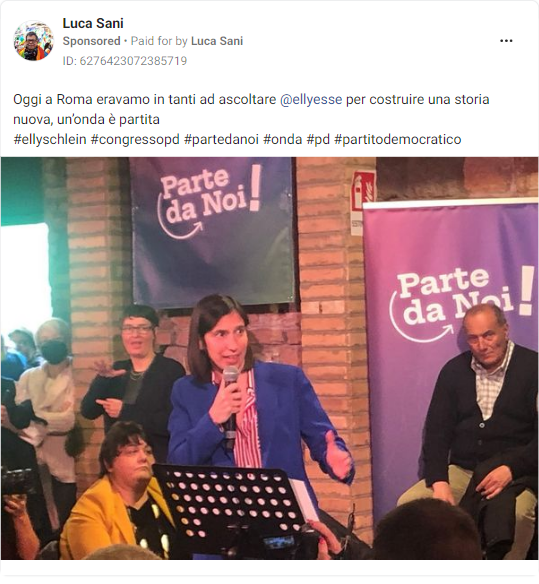 Luca Sani
Sponsored • Paid for by Luca Sani
ID: 6276423072385719
Oggi a Roma eravamo in tanti ad ascoltare @ellyesse per costruire una storia
nuova, un'onda è partita
#ellyschlein #congressopd #partedanoi #onda #pd #partitodemocratico
Parte
da Noi!
Parte
da Noi!